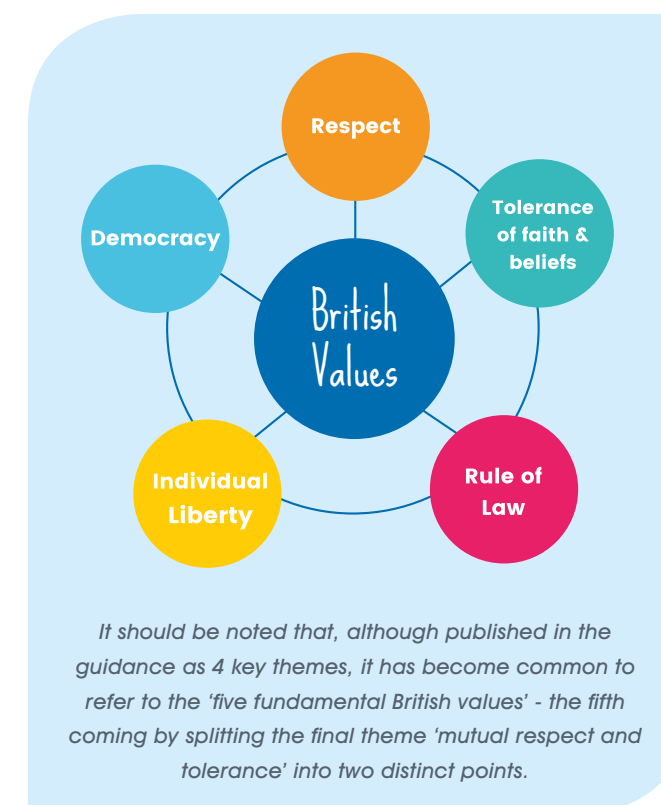 Respect
Tolerance
of faith &
beliefs
Democracy
British
Values
Individual
Liberty
Rule of
Law
It should be noted that, although published in the
guidance as 4 key themes, it has become common to
refer to the ‘five fundamental British values’ - the fifth
coming by splitting the final theme ‘mutual respect and
tolerance’ into two distinct points.